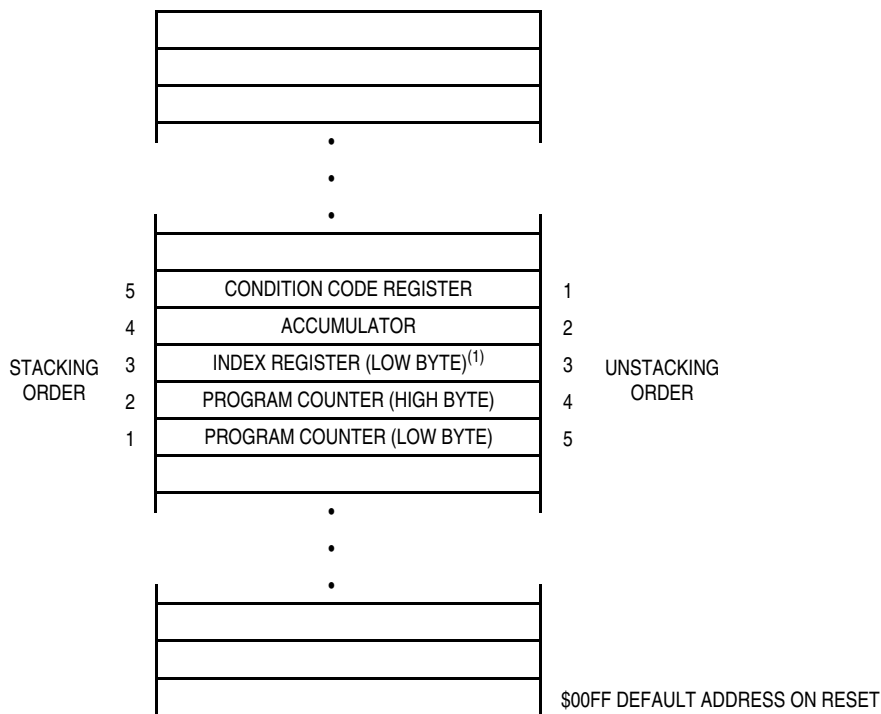 5 CONDITION CODE REGISTER 1
4 ACCUMULATOR 2
STACKING ORDER
3 INDEX REGISTER (LOW BYTE)(1) 3
UNSTACKING ORDER
2 PROGRAM COUNTER (HIGH BYTE) 4
1 PROGRAM COUNTER (LOW BYTE) 5
$00FF DEFAULT ADDRESS ON RESET